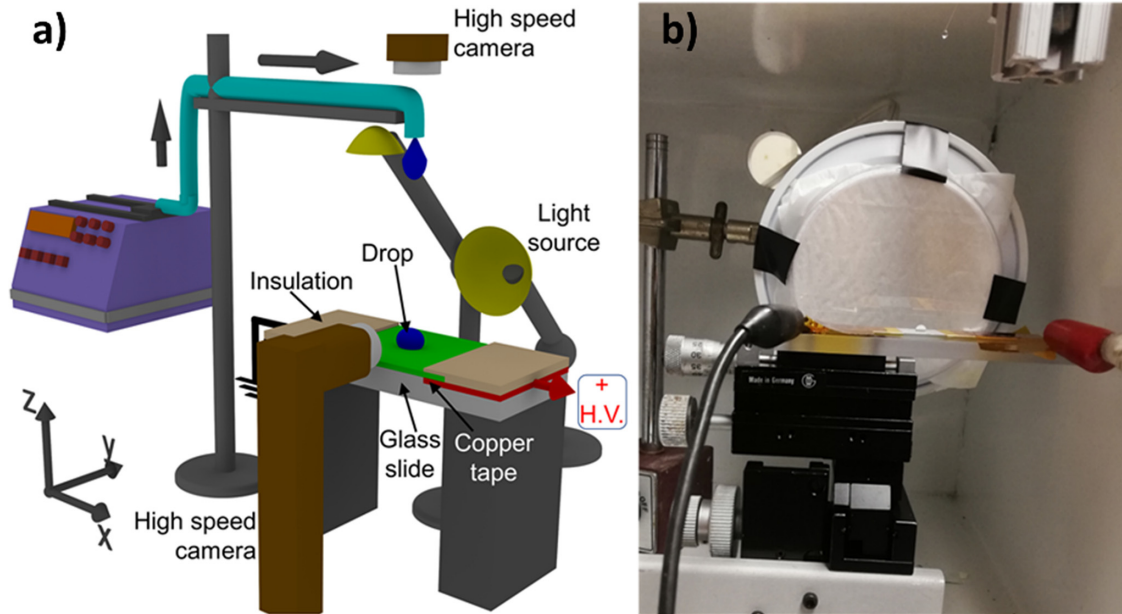 a)
High speed
camera
Light
source
Drop
Insulation
+
H.V.
Glass
slide
Copper
tape
High speed
camera
Z
y
X
b)
Made in Germany